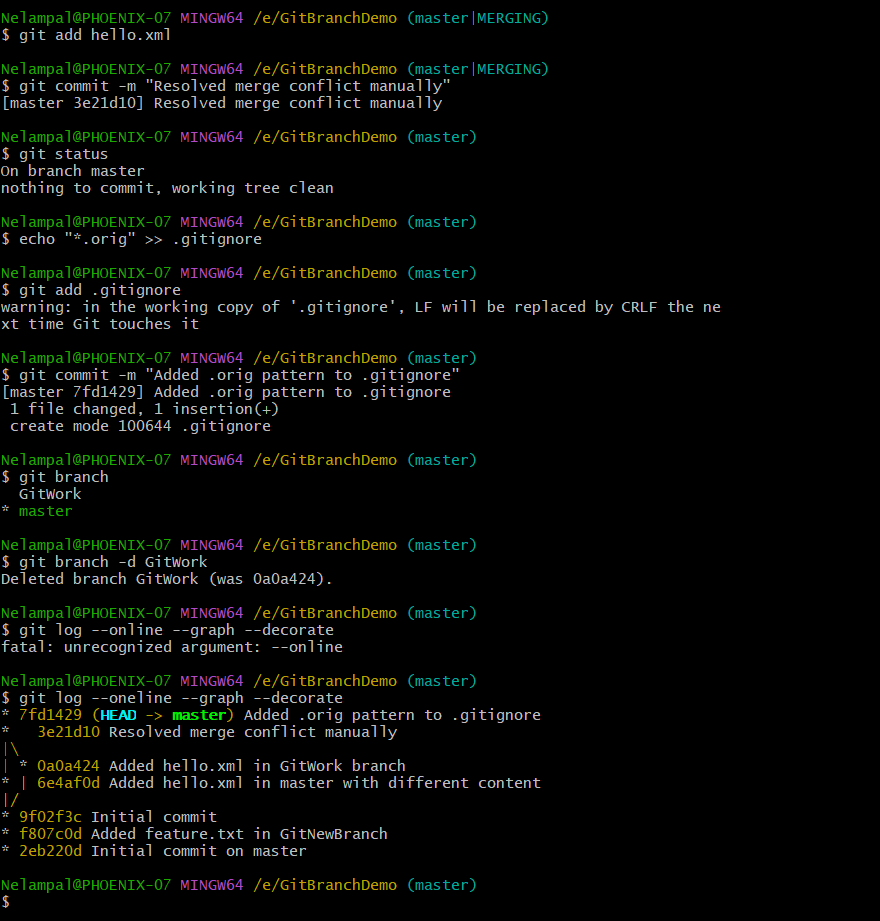 Nelampal@PHOENIX-07 MINGW64 /e/GitBranchDemo (master|MERGING)
$ git add hello.xml
Nelampal@PHOENIX-07 MINGW64 /e/GitBranchDemo (master|MERGING)
$ git commit -m "Resolved merge conflict manually"
[master 3e21d10] Resolved merge conflict manually
Nelampal@PHOENIX-07 MINGW64 /e/GitBranchDemo (master)
$ git status
On branch master
nothing to commit, working tree clean
Nelampal@PHOENIX-07 MINGW64 /e/GitBranchDemo (master)
$ echo "*.orig" >> .gitignore
Nelampal@PHOENIX-07 MINGW64 /e/GitBranchDemo (master)
$ git add .gitignore
warning: in the working copy of '.gitignore', LF will be replaced by CRLF the ne
xt time Git touches it
Nelampal@PHOENIX-07 MINGW64 /e/GitBranchDemo (master)
$ git commit -m "Added .orig pattern to .gitignore"
[master 7fd1429] Added .orig pattern to .gitignore
 1 file changed, 1 insertion(+)
 create mode 100644 .gitignore
Nelampal@PHOENIX-07 MINGW64 /e/GitBranchDemo (master)
$ git branch
  GitWork
* master
Nelampal@PHOENIX-07 MINGW64 /e/GitBranchDemo (master)
$ git branch -d GitWork
Deleted branch GitWork (was 0a0a424).
Nelampal@PHOENIX-07 MINGW64 /e/GitBranchDemo (master)
$ git log --online --graph --decorate
fatal: unrecognized argument: --online
Nelampal@PHOENIX-07 MINGW64 /e/GitBranchDemo (master)
$ git log --oneline --graph --decorate
* 7fd1429 (HEAD -> master) Added .orig pattern to .gitignore
*   3e21d10 Resolved merge conflict manually
|\
| * 0a0a424 Added hello.xml in GitWork branch
* | 6e4af0d Added hello.xml in master with different content
|/
* 9f02f3c Initial commit
* f807c0d Added feature.txt in GitNewBranch
* 2eb220d Initial commit on master
Nelampal@PHOENIX-07 MINGW64 /e/GitBranchDemo (master)
$